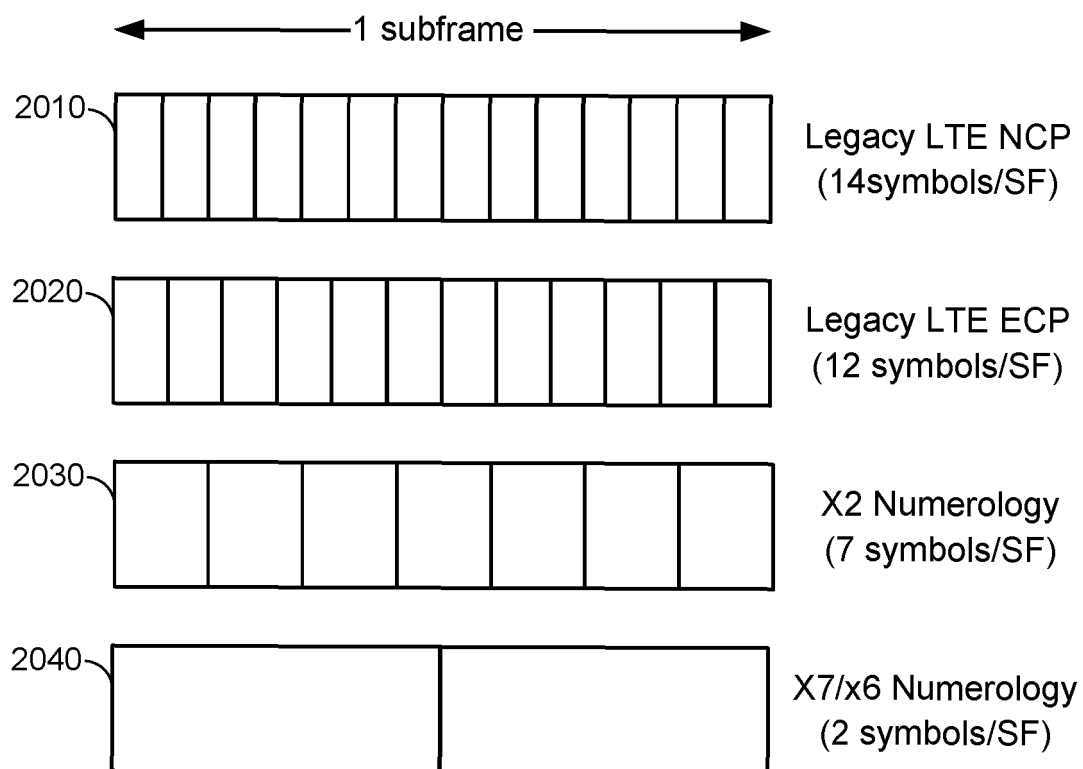 1 subframe
2010
Legacy LTE NCP
(14symbols/SF)
2020
Legacy LTE ECP
(12 symbols/SF)
2030
X2 Numerology
(7 symbols/SF)
2040
X7/x6 Numerology
(2 symbols/SF)